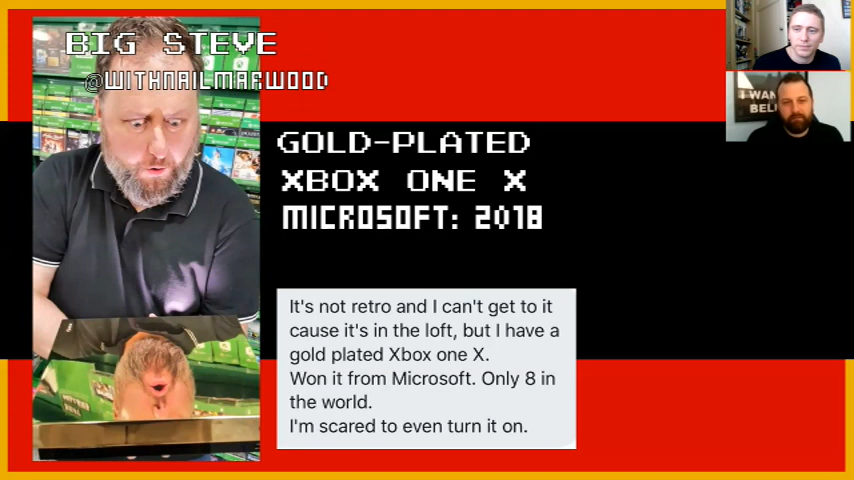 BIG STEVE
@WITHNAILMARWOOD
I WAN
BELI
GOLD-PLATED
XBOX ONE X
MICROSOFT: 2018
It's not retro and I can't get to it
cause it's in the loft, but I have a
gold plated Xbox one X.
Won it from Microsoft. Only 8 in
the world.
I'm scared to even turn it on.